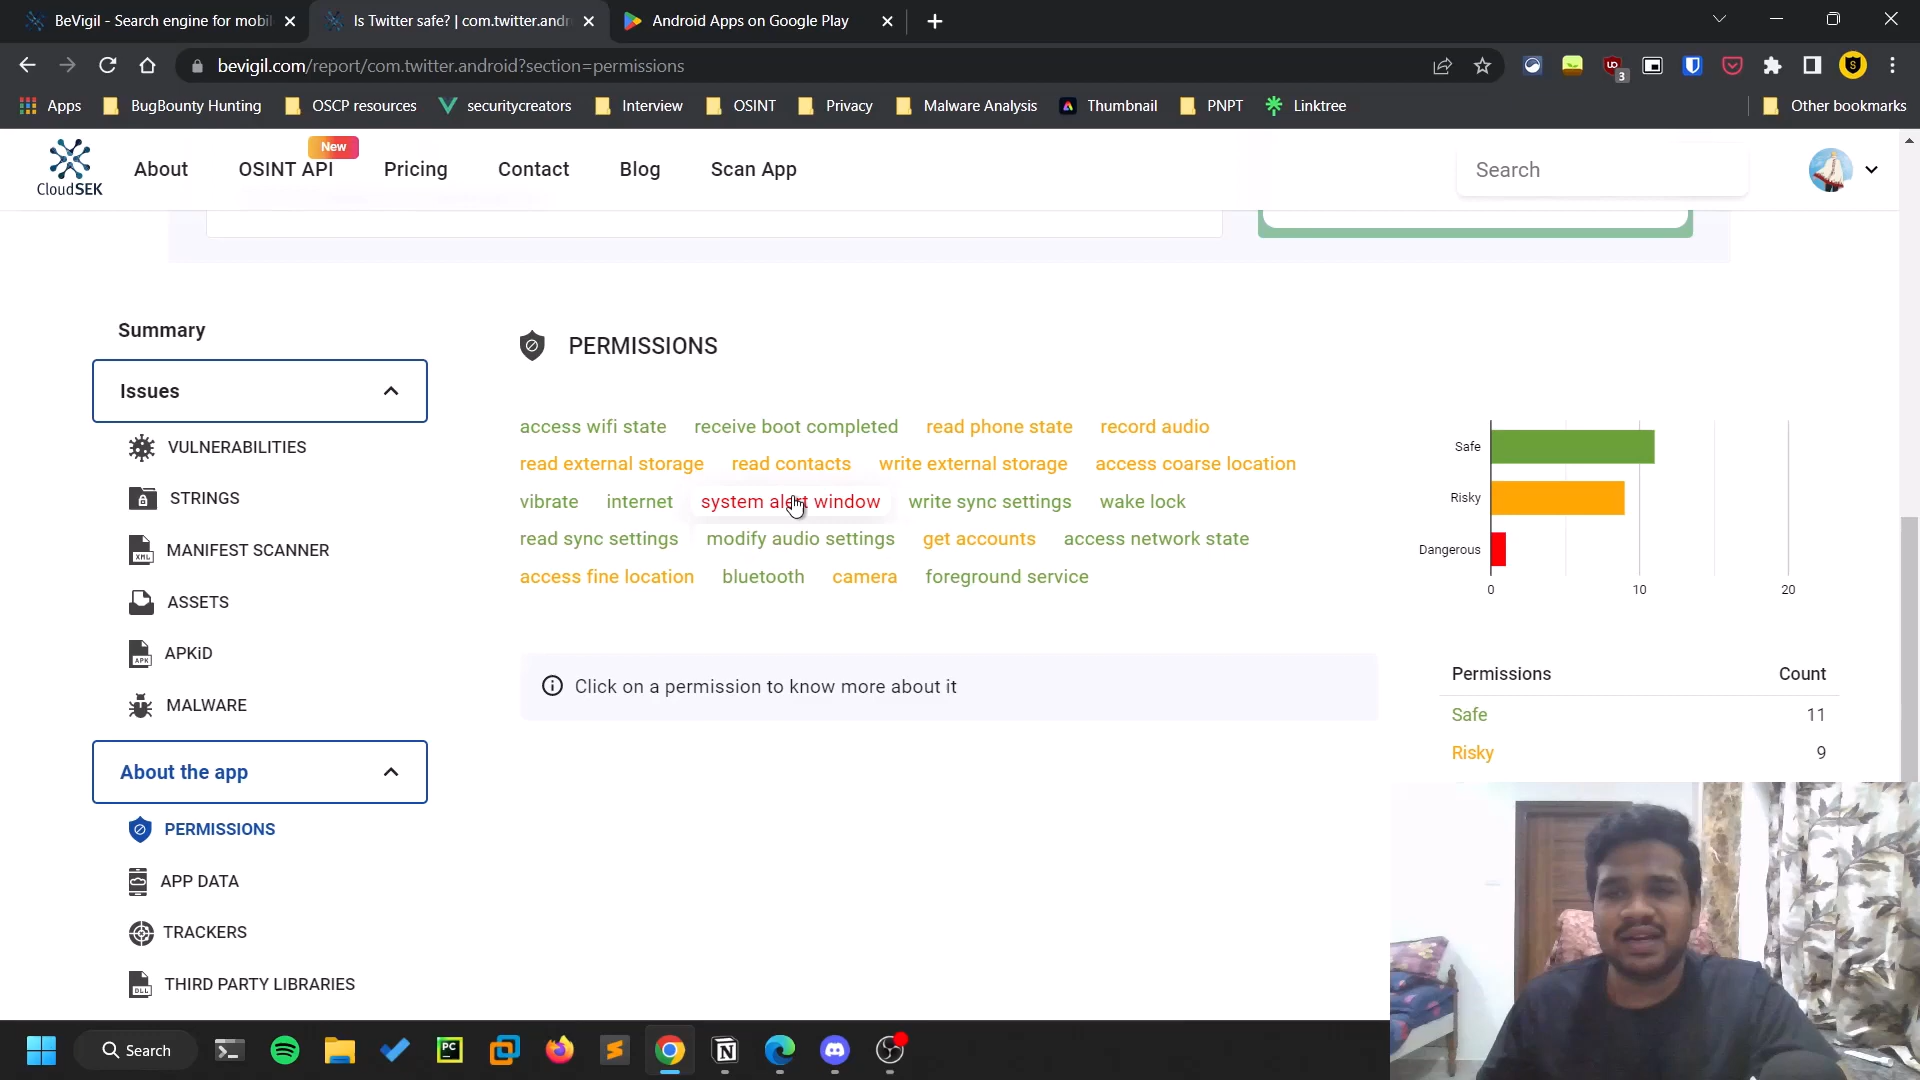 BeVigil - Search engine for mobil
Is Twitter safe? | com.twitter.andr
Android Apps on Google Play
bevigil.com/report/com.twitter.android?section=permissions
3
S
Apps
BugBounty Hunting
OSCP resources
securitycreators
Interview
OSINT
Privacy
Malware Analysis
Thumbnail
PNPT
Linktree
Other bookmarks
CloudSEK
About
New
OSINT API
Pricing
Contact
Blog
Scan App
Search
Summary
Issues
VULNERABILITIES
STRINGS
MANIFEST SCANNER
ASSETS
APKiD
MALWARE
About the app
PERMISSIONS
APP DATA
TRACKERS
THIRD PARTY LIBRARIES
PERMISSIONS
access wifi state receive boot completed read phone state record audio
read external storage read contacts write external storage access coarse location
vibrate internet system alert window write sync settings wake lock
read sync settings modify audio settings get accounts access network state
access fine location bluetooth camera foreground service
Click on a permission to know more about it
Safe
Risky
Dangerous
0 10 20
Permissions Count
Safe 11
Risky 9
Search